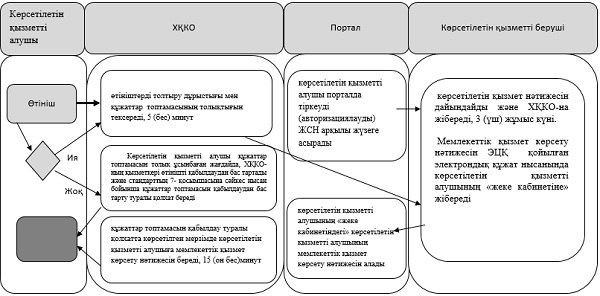 Көрсетілетін
қызметті
алушы
ХҚКО
Портал
Көрсетілетін қызметті беруші
Өтініш
Ия
Жоқ
өтініштерді толтыру дұрыстығы мен
құжаттар топтамасының толықтығын
тексереді, 5 (бес) минут
Көрсетілетін қызметті алушы құжаттар
топтамасын толық ұсынбаған жағдайда, ХҚКО-
ның қызметкері өтінішті қабылдаудан бас тартады
және стандарттың 7- қосымшасына сәйкес нысан
бойынша құжаттар топтамасын қабылдаудан бас
тарту туралы қолхат береді
құжаттар топтамасын қабылдау туралы
қолхатта көрсетілген мерзімде көрсетілетін
қызметті алушыға мемлекеттік қызмет
көрсету нәтижесін береді, 15 (он бес)минут
көрсетілетін қызметті
алушы порталда
тіркеуді
(авторизациялауды)
ЖСН арқылы жүзеге
асырады
көрсетілетін қызметті
алушының «жеке
кабинетіндегі» көрсетілетін
қызметті алушының
мемлекеттік қызмет
көрсету нәтижесін алады
көрсетілетін қызмет нәтижесін
дайындайды және ХҚКО-на
жібереді, 3 (үш) жұмыс күні.
Мемлекеттік қызмет көрсету
нәтижесін ЭЦҚ қойылған
электрондық құжат нысанында
көрсетілетін қызметті
алушының «жеке кабинетіне»
жібереді